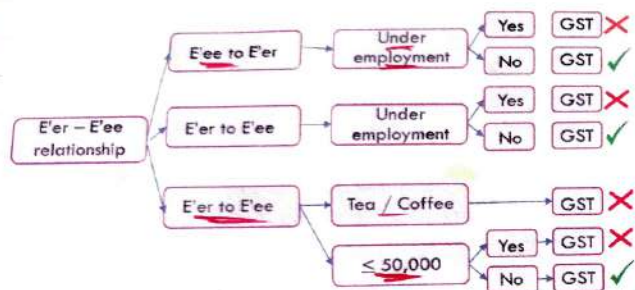 E'er – E'ee
relationship
E'ee to E'er
Under
employment
Yes GST
No GST
E'er to E'ee
Under
employment
Yes GST
No GST
E'er to E'ee
Tea / Coffee
GST
≤ 50,000
Yes GST
No GST